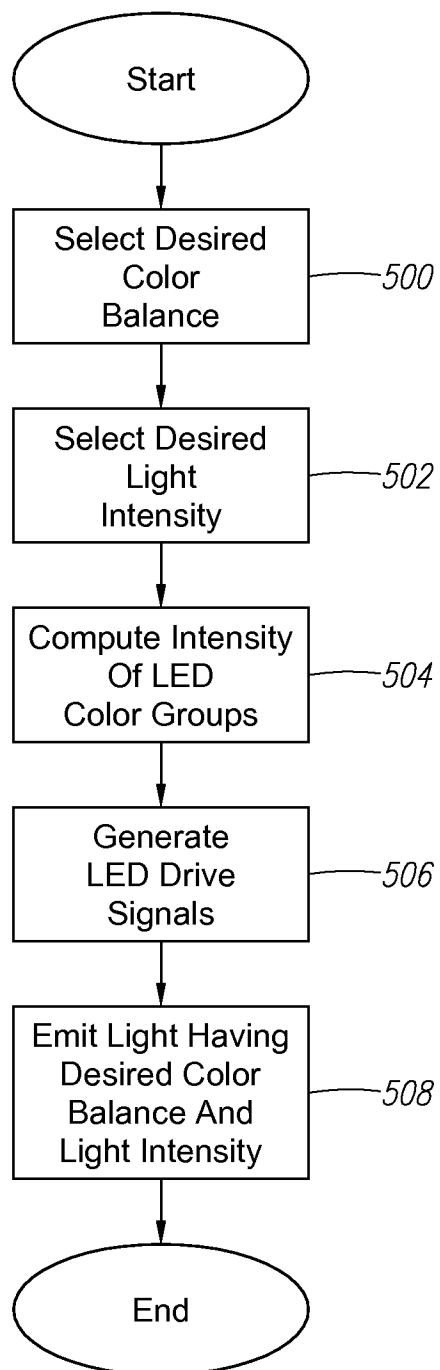 Start
Select Desired
Color
Balance
500
Select Desired
Light
Intensity
502
Compute Intensity
Of LED
Color Groups
504
Generate
LED Drive
Signals
506
Emit Light Having
Desired Color
Balance And
Light Intensity
508
End